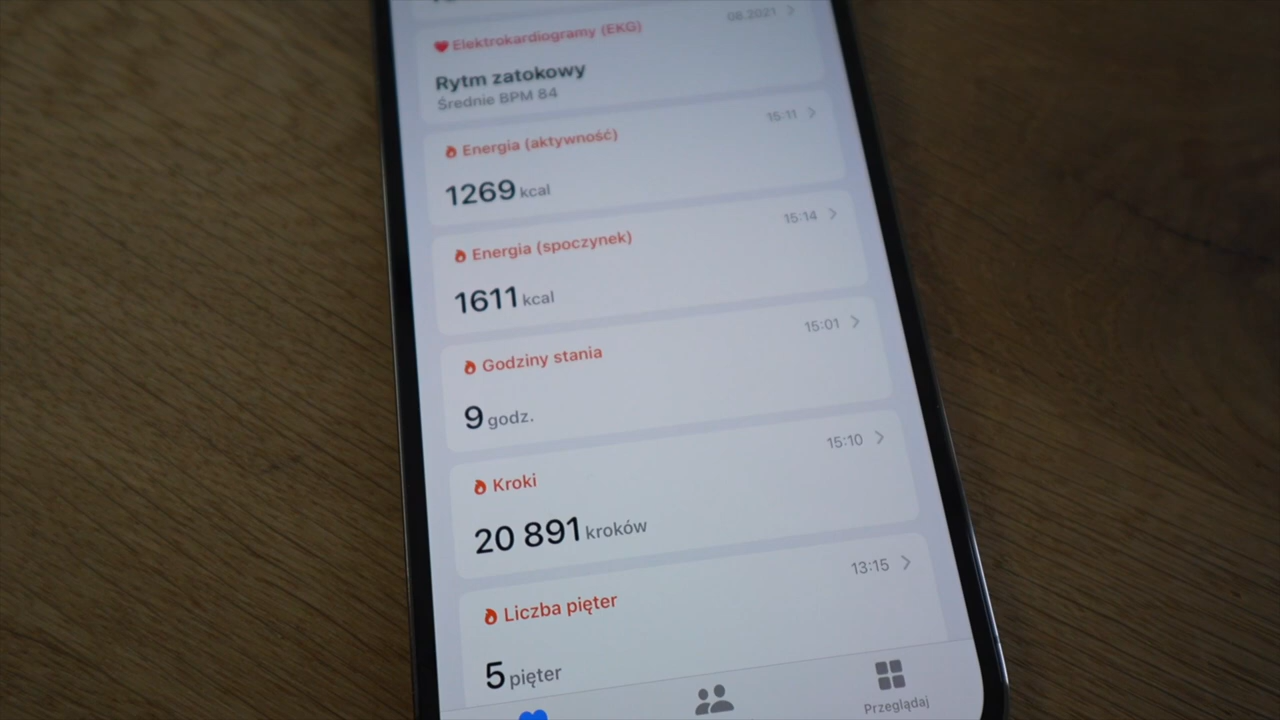 Elektrokardiogramy (EKG)
08.2021
Rytm zatokowy
Średnie BPM 84
Energia (aktywność)
15:11
1269 kcal
Energia (spoczynek)
15:14
1611 kcal
Godziny stania
15:01
9 godz.
Kroki
15:10
20 891 kroków
Liczba pięter
13:15
5 pięter
Przeglądaj